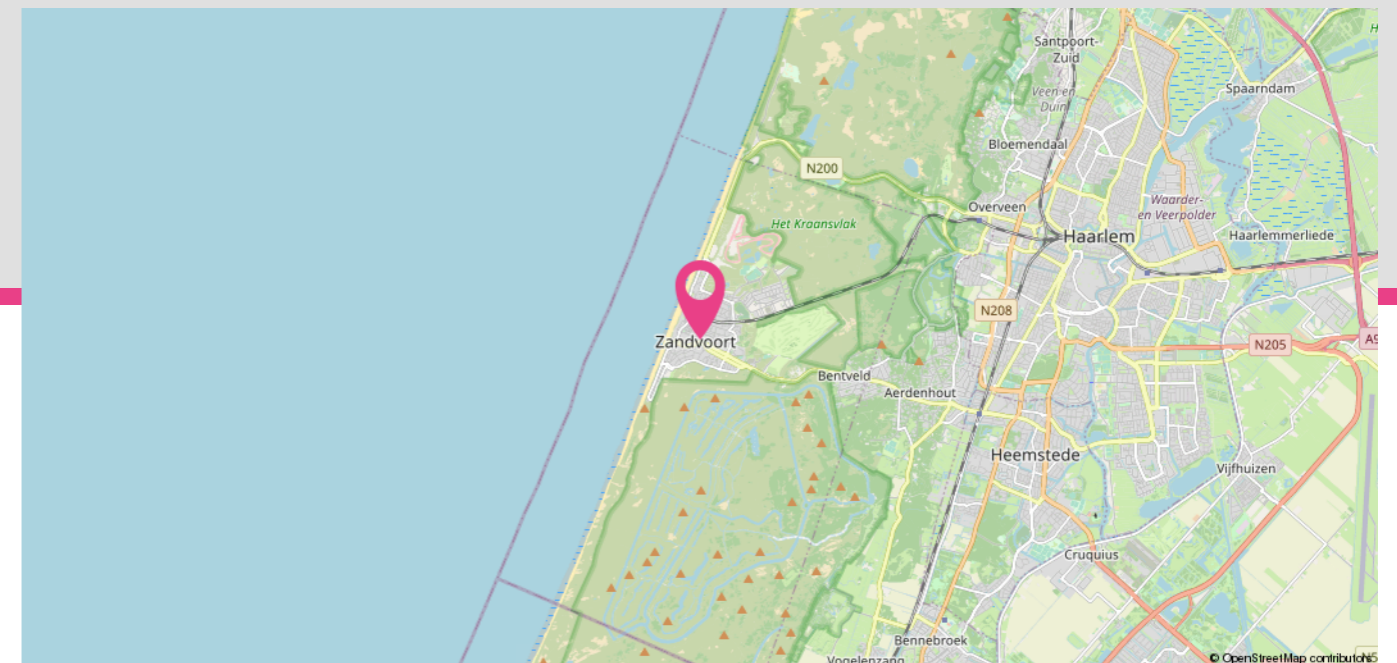 Santpoort-
Zuid
Spaarndam
Veen en
Duin
Bloemendaal
N200
Overveen
Waarder-
en Veerpolder
Het Kraansvlak
Haarlem
Haarlemmerliede
N208
Zandvoort
N205
Bentveld
Aerdenhout
Heemstede
Vijfhuizen
Cruquius
Bennebroek
Vogelenzang
© OpenStreetMap contributors